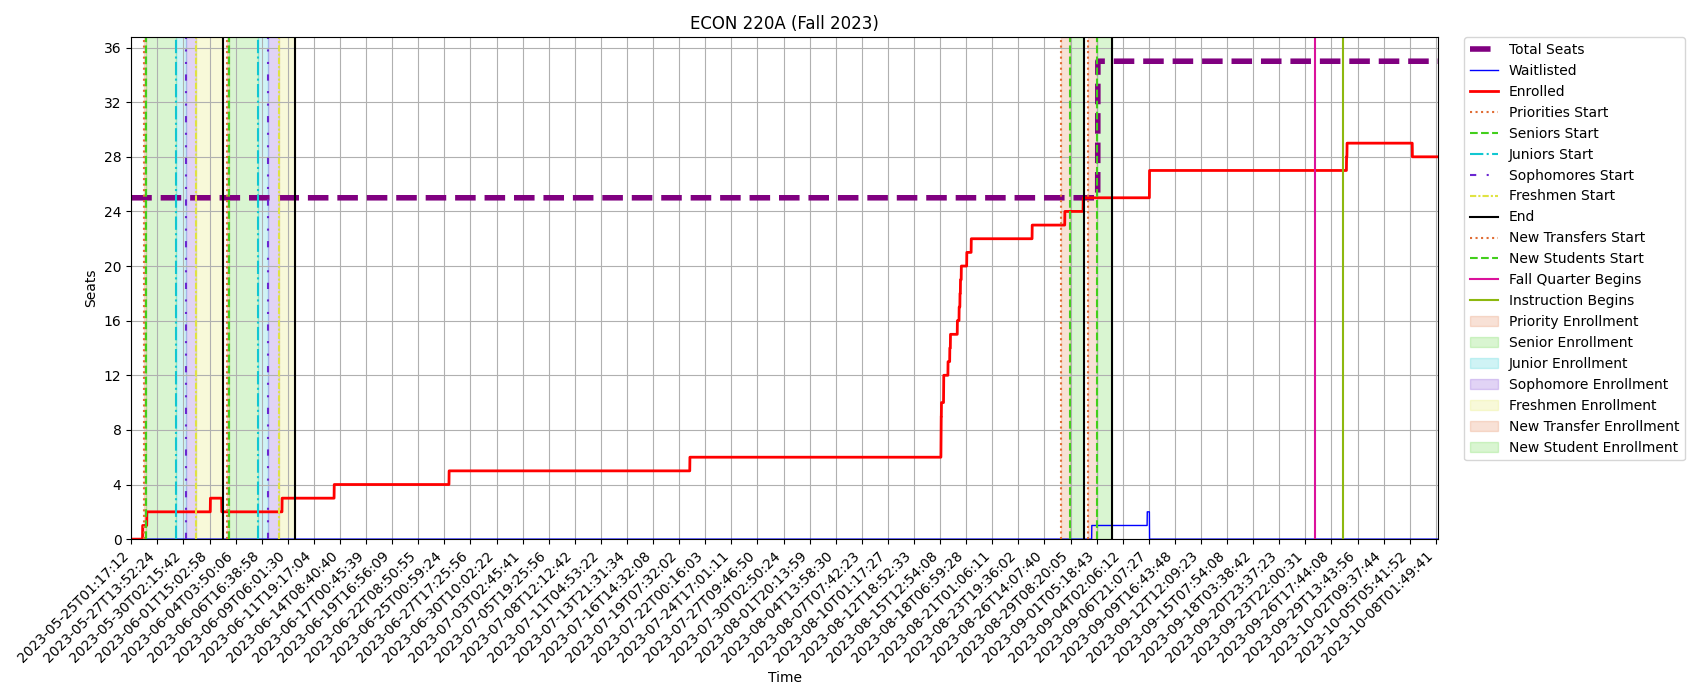 ECON 220A (Fall 2023)
Seats
36
32
28
24
20
16
12
8
4
0
2023-05-25T01:17:12
2023-05-27T13:52:24
2023-05-30T02:15:42
2023-06-01T15:02:58
2023-06-04T03:50:06
2023-06-06T16:38:58
2023-06-09T06:01:30
2023-06-11T19:17:04
2023-06-14T08:40:40
2023-06-17T00:45:39
2023-06-19T16:56:09
2023-06-22T08:50:55
2023-06-25T00:59:24
2023-06-27T17:25:56
2023-06-30T10:02:22
2023-07-03T02:45:41
2023-07-05T19:25:56
2023-07-08T12:12:42
2023-07-11T04:53:22
2023-07-13T21:31:34
2023-07-16T14:32:08
2023-07-19T07:32:02
2023-07-22T00:16:03
2023-07-24T17:01:11
2023-07-27T09:46:50
2023-07-30T02:50:24
2023-08-01T20:13:59
2023-08-04T13:58:30
2023-08-07T07:42:23
2023-08-10T01:17:27
2023-08-12T18:52:33
2023-08-15T12:54:08
2023-08-18T06:59:28
2023-08-21T01:06:11
2023-08-23T19:36:02
2023-08-26T14:07:40
2023-08-29T08:20:05
2023-09-01T05:18:43
2023-09-04T02:06:12
2023-09-06T21:07:27
2023-09-09T16:43:48
2023-09-12T12:09:23
2023-09-15T07:54:08
2023-09-18T03:38:42
2023-09-20T23:37:23
2023-09-23T22:00:31
2023-09-26T17:44:08
2023-09-29T13:43:56
2023-10-02T09:37:44
2023-10-05T05:41:52
2023-10-08T01:49:41
Time
Total Seats
Waitlisted
Enrolled
Priorities Start
Seniors Start
Juniors Start
Sophomores Start
Freshmen Start
End
New Transfers Start
New Students Start
Fall Quarter Begins
Instruction Begins
Priority Enrollment
Senior Enrollment
Junior Enrollment
Sophomore Enrollment
Freshmen Enrollment
New Transfer Enrollment
New Student Enrollment